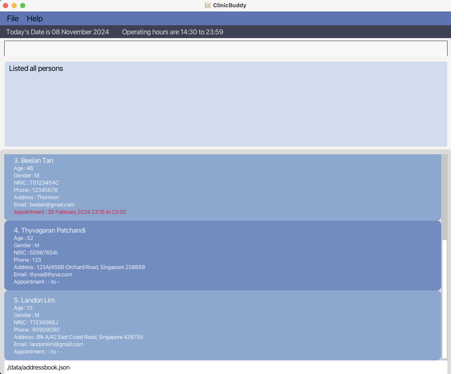 ClinicBuddy
File Help
Today's Date is 08 November 2024 Operating hours are 14:30 to 23:59
Listed all persons
3. Beelan Tan
Age : 46
Gender : M
NRIC : T0123454C
Phone : 12345678
Address : Thomson
Email : beelan@gmail.com
Appointment : 29 February 2024 23:15 to 23:30
4. Thyvagaran Patchandi
Age : 32
Gender : M
NRIC : S0987654I
Phone : 123
Address : 123A/456B Orchard Road, Singapore 238888
Email : thyva@thyva.com
Appointment : - to -
5. Landon Lim
Age : 13
Gender : M
NRIC : T1234566J
Phone : 90909090
Address : Blk A/42 East Coast Road, Singapore 428765
Email : landomlim@gmail.com
Appointment : - to -
./data/addressbook.json